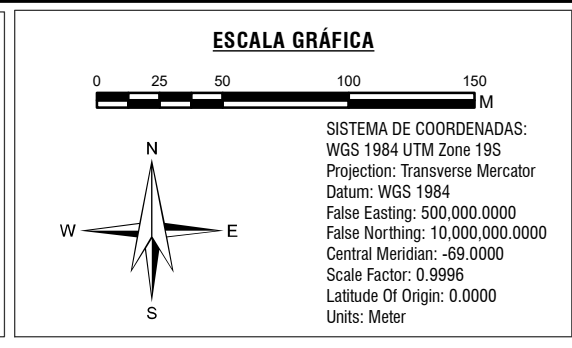 ESCALA GRÁFICA
0 25 50 100 150
M
SISTEMA DE COORDENADAS:
WGS 1984 UTM Zone 19S
Projection: Transverse Mercator
Datum: WGS 1984
False Easting: 500,000.0000
False Northing: 10,000,000.0000
Central Meridian: -69.0000
Scale Factor: 0.9996
Latitude Of Origin: 0.0000
Units: Meter
N
W E
S